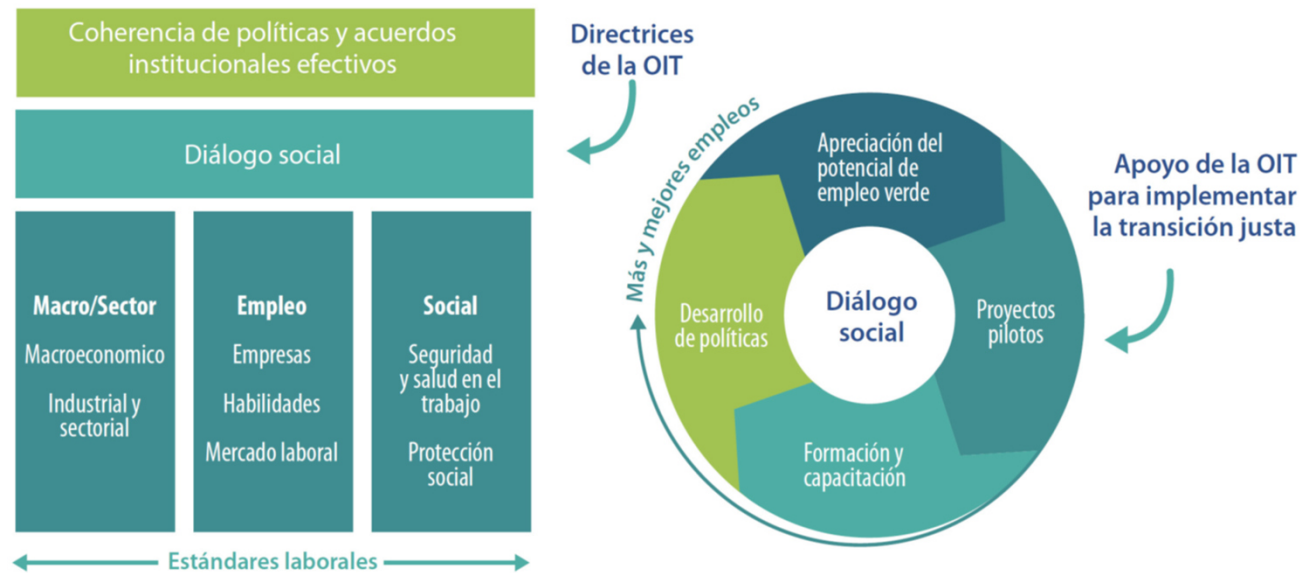 Coherencia de políticas y acuerdos
institucionales efectivos
Diálogo social
Macro/Sector
Macroeconomico
Industrial y
sectorial
Empleo
Empresas
Habilidades
Mercado laboral
Social
Seguridad
y salud en el
trabajo
Protección
social
Estándares laborales
Directrices
de la OIT
Más y mejores empleos
Apreciación del
potencial de
empleo verde
Proyectos
pilotos
Formación y
capacitación
Desarrollo
de políticas
Diálogo
social
Apoyo de la OIT
para implementar
la transición justa